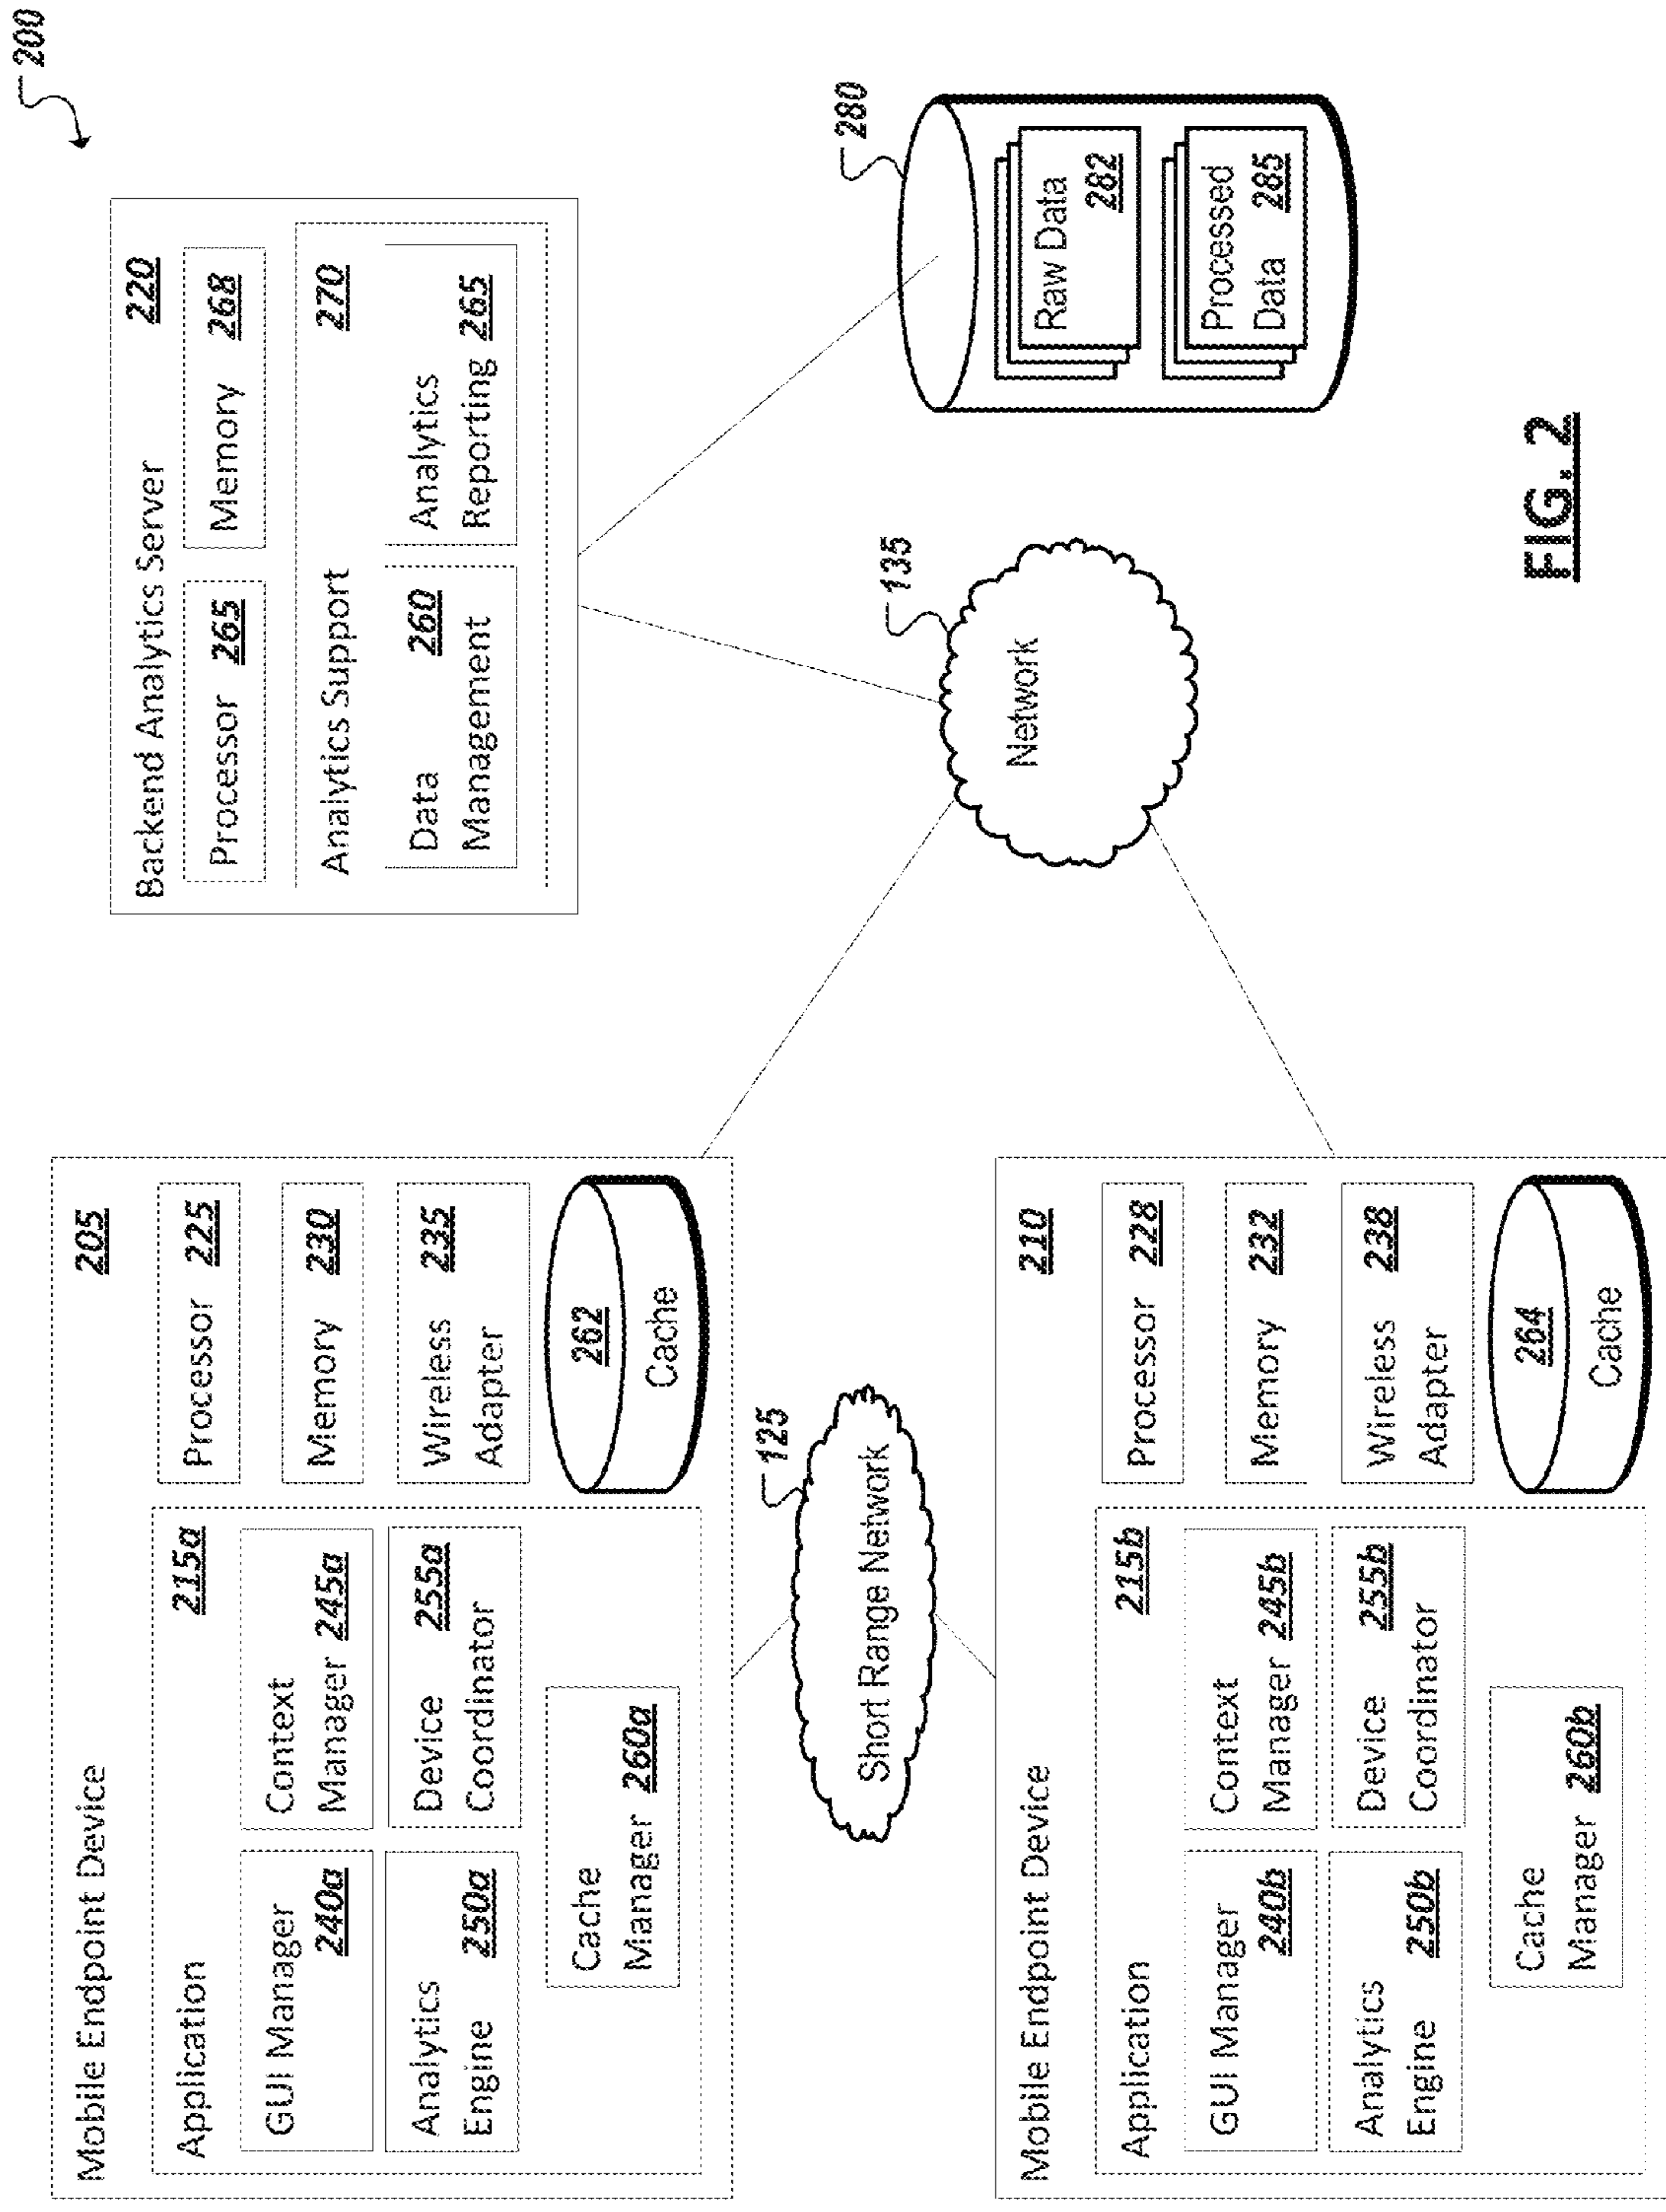 200
Mobile Endpoint Device 205
Application 215a
GUI Manager
240a
Context
Manager 245a
Analytics
Engine 250a
Device 255a
Coordinator
Cache
Manager 260a
Processor 225
Memory 230
Wireless 235
Adapter
262
Cache
Backend Analytics Server 220
Processor 265
Memory 268
Analytics Support 270
Data 260
Management
Analytics
Reporting 265
125
Short Range Network
135
Network
280
Raw Data
282
Processed
Data 285
Mobile Endpoint Device 210
Application 215b
GUI Manager
240b
Context
Manager 245b
Analytics
Engine 250b
Device 255b
Coordinator
Cache
Manager 260b
Processor 228
Memory 232
Wireless 238
Adapter
264
Cache
FIG. 2